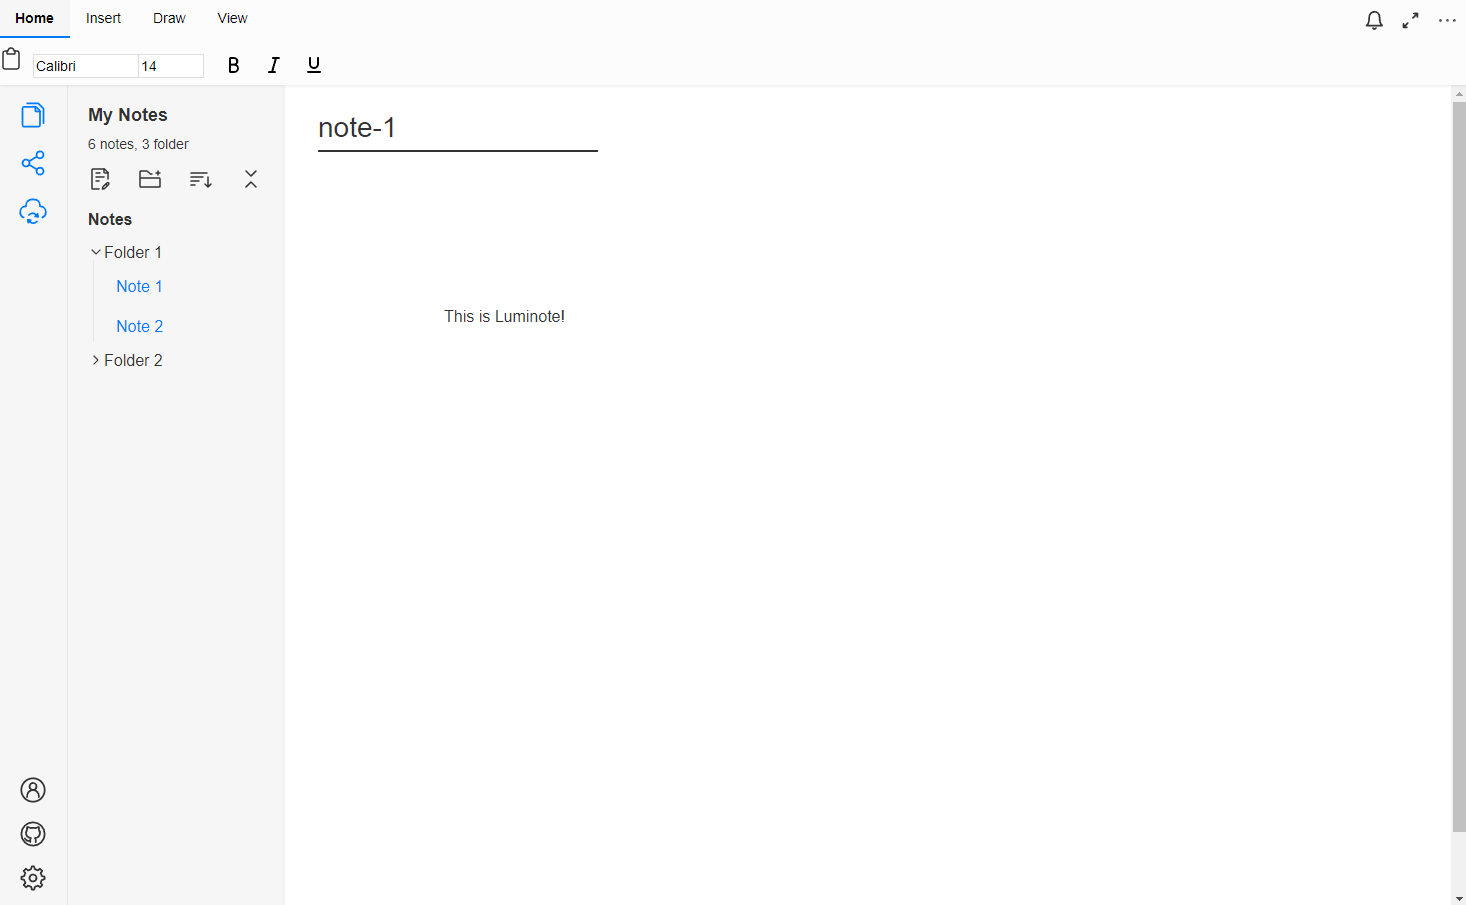 Home Insert Draw View
Calibri 14 B I U
My Notes
6 notes, 3 folder
Notes
Folder 1
Note 1
Note 2
Folder 2
note-1
This is Luminote!